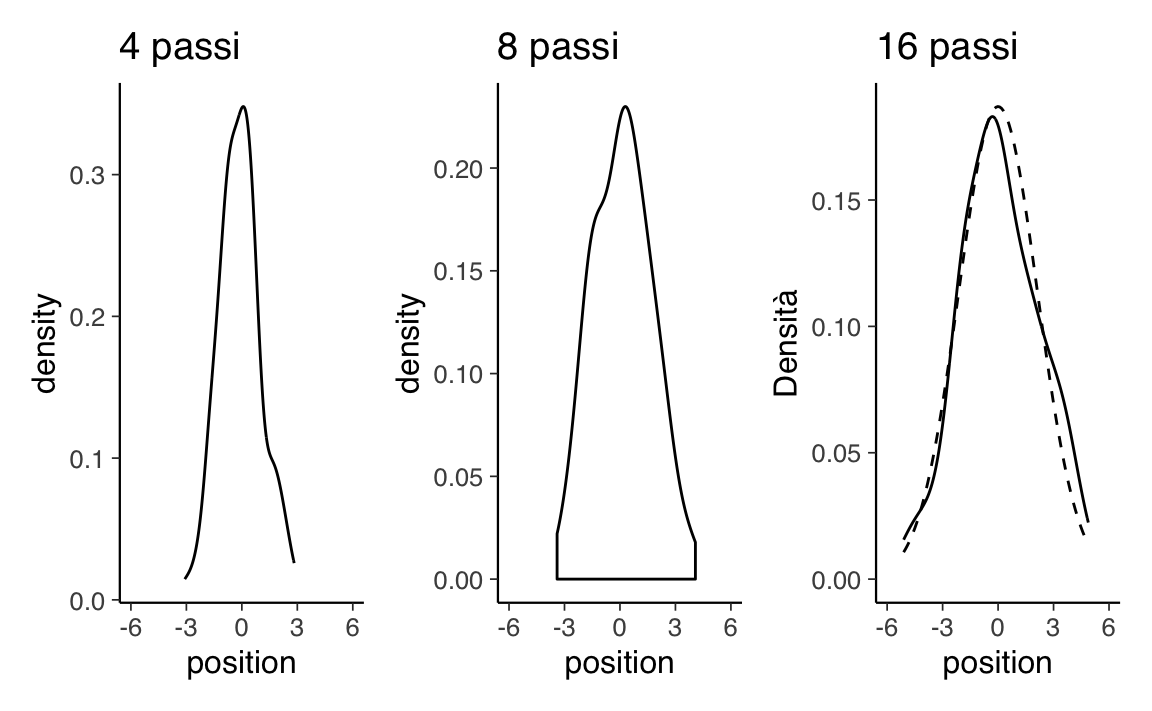 4 passi
0.3
0.2
0.1
0.0
density
-6 -3 0 3 6
position
8 passi
0.20
0.15
0.10
0.05
0.00
density
-6 -3 0 3 6
position
16 passi
0.15
0.10
0.05
0.00
Densità
-6 -3 0 3 6
position